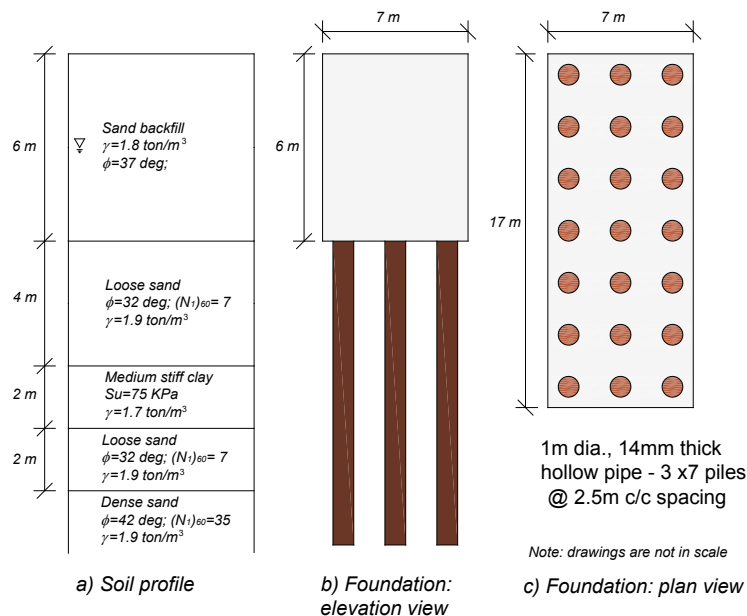 7 m
7 m
6 m
Sand backfill
γ=1.8 ton/m³
ϕ=37 deg;
6 m
17 m
4 m
Loose sand
ϕ=32 deg; (N₁)₆₀= 7
γ=1.9 ton/m³
2 m
Medium stiff clay
Su=75 KPa
γ=1.7 ton/m³
2 m
Loose sand
ϕ=32 deg; (N₁)₆₀= 7
γ=1.9 ton/m³
Dense sand
ϕ=42 deg; (N₁)₆₀=35
γ=1.9 ton/m³
1m dia., 14mm thick
hollow pipe - 3 x7 piles
@ 2.5m c/c spacing
Note: drawings are not in scale
a) Soil profile
b) Foundation:
elevation view
c) Foundation: plan view